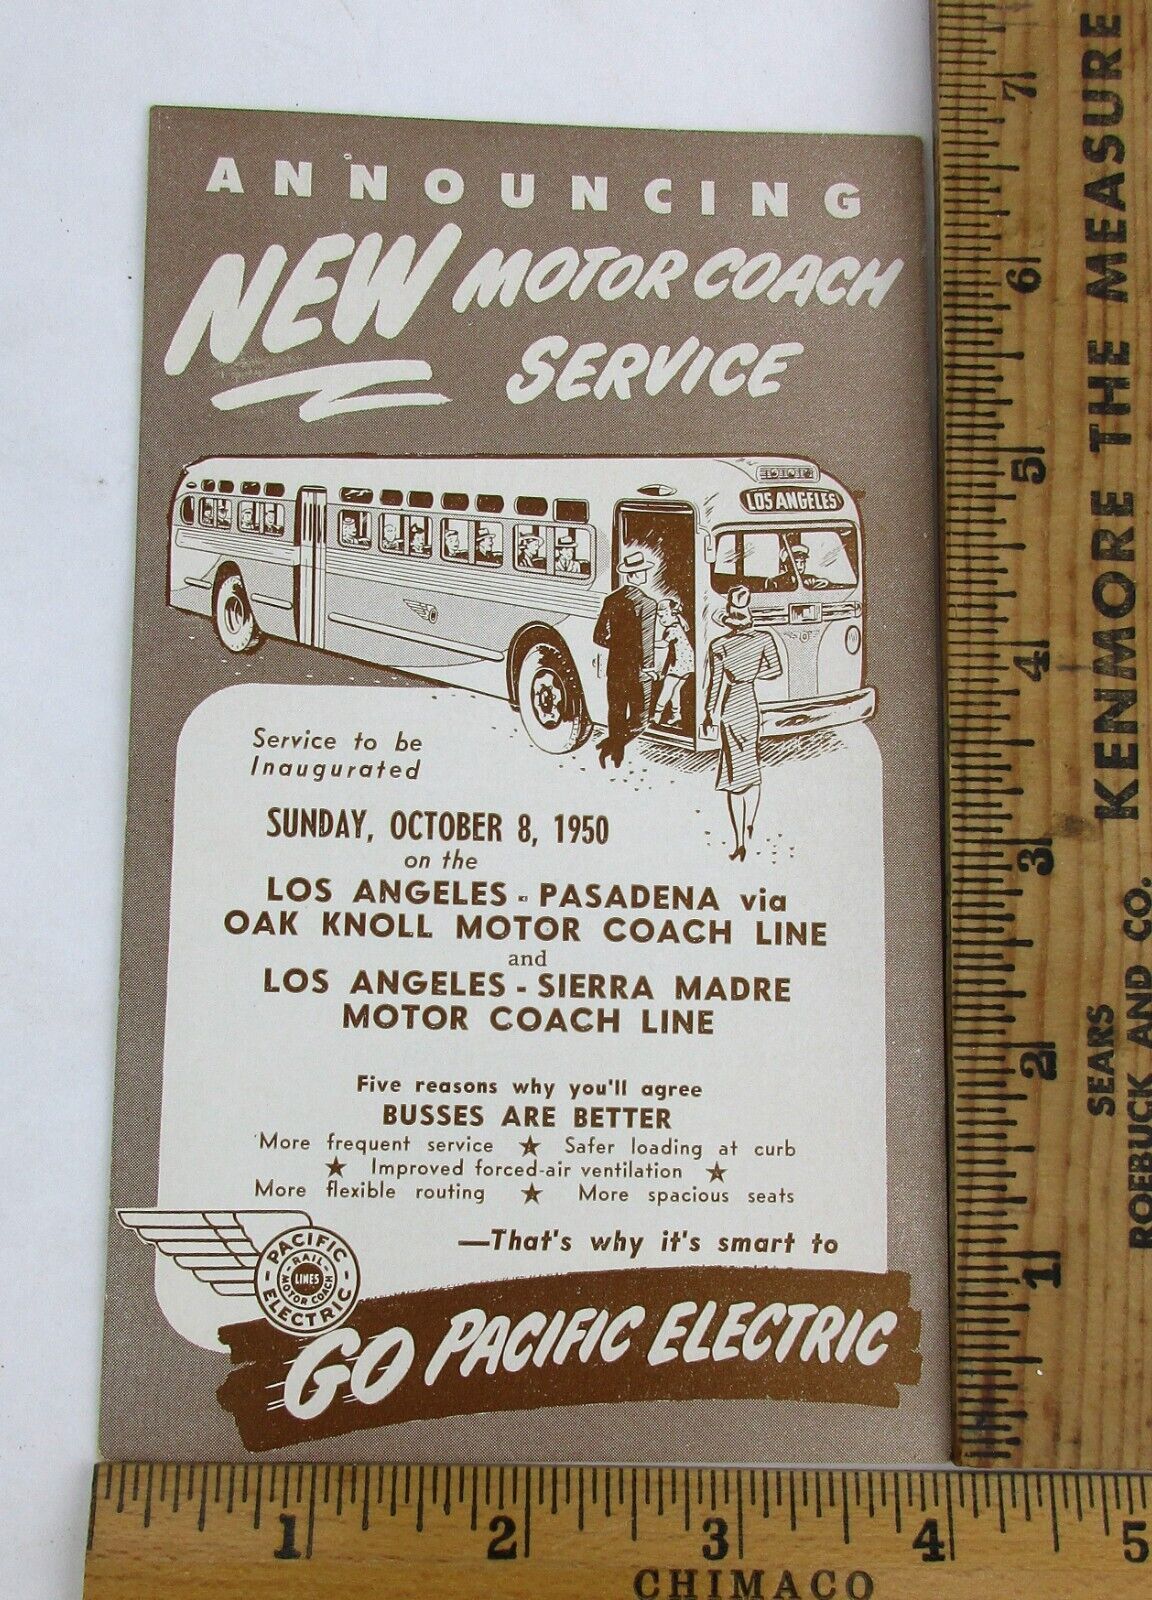 ANNOUNCING
NEW MOTOR COACH
SERVICE
LOS ANGELES
Service to be
Inaugurated
SUNDAY, OCTOBER 8, 1950
on the
LOS ANGELES - PASADENA via
OAK KNOLL MOTOR COACH LINE
and
LOS ANGELES - SIERRA MADRE
MOTOR COACH LINE
Five reasons why you'll agree
BUSSES ARE BETTER
More frequent service ★ Safer loading at curb
★ Improved forced-air ventilation ★
More flexible routing ★ More spacious seats
—That's why it's smart to
PACIFIC ELECTRIC
RAIL
LINES
MOTOR COACH
GO PACIFIC ELECTRIC
7
6
5
4
3
2
1
KENMORE THE MEASURE
SEARS
ROEBUCK AND CO.
1 2 3 4 5
CHIMACO